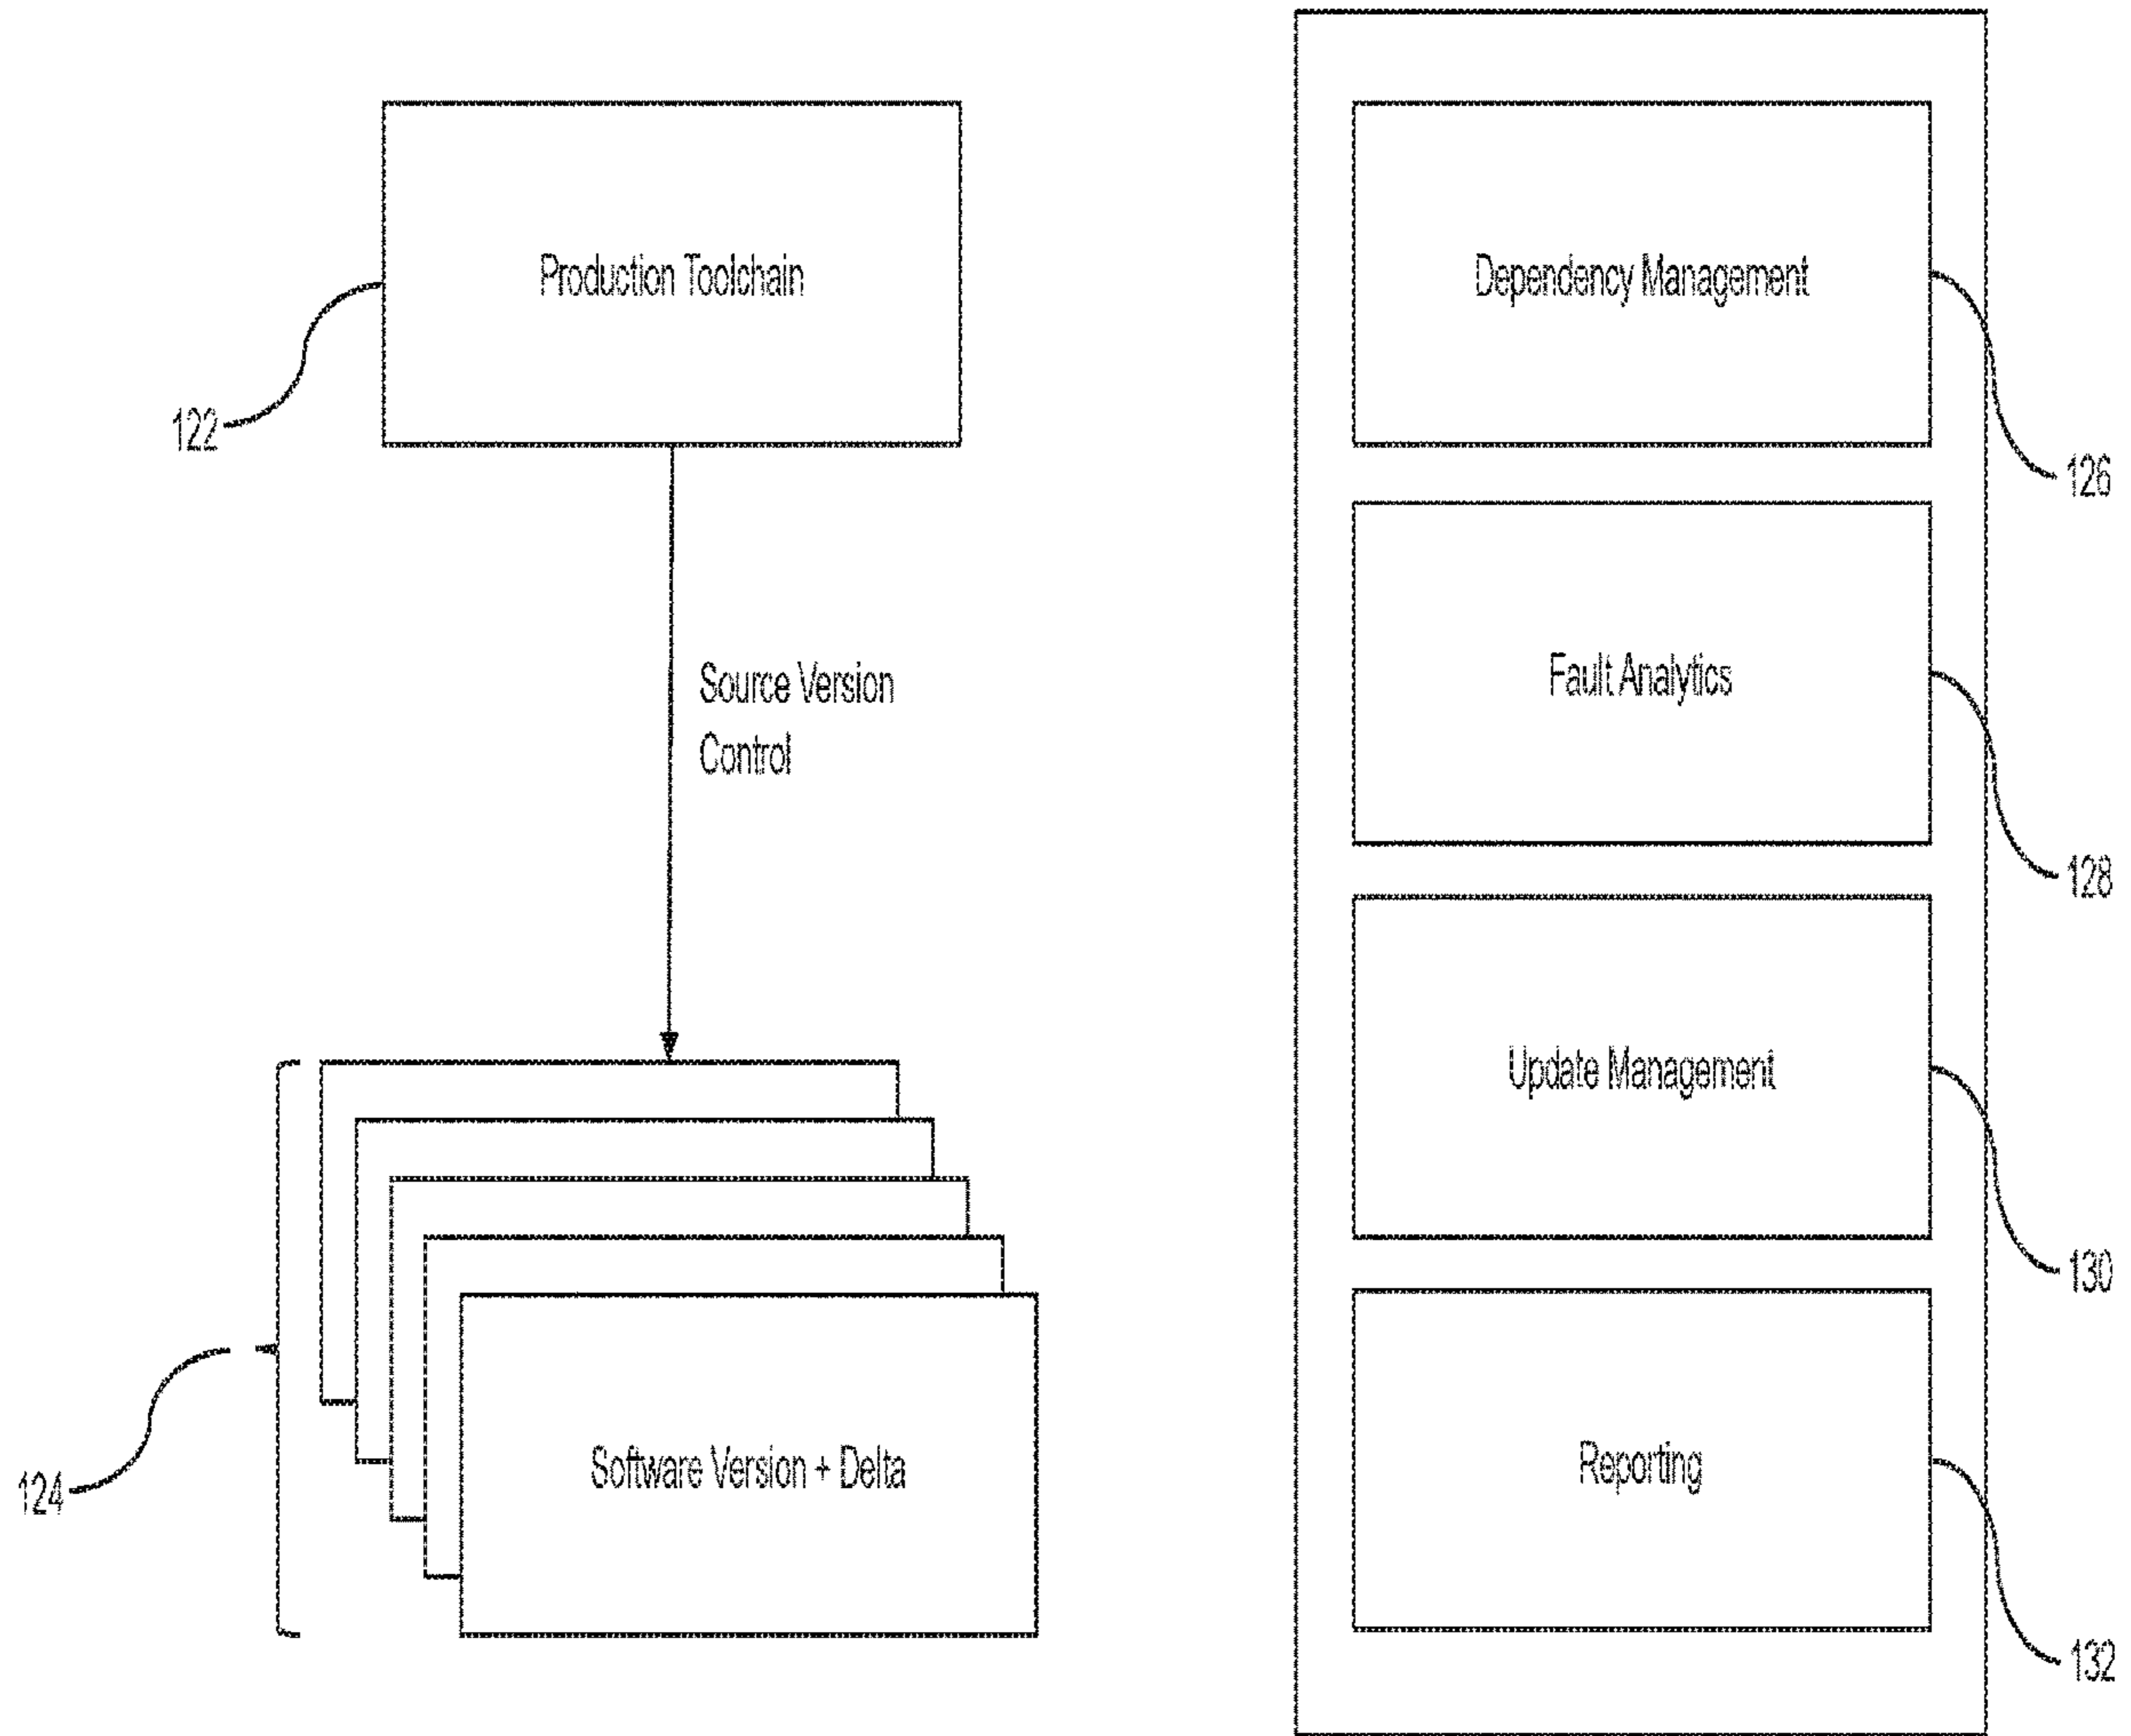 Production Toolchain
122
Source Version
Control
124
Software Version + Delta
Dependency Management
126
Fault Analytics
128
Update Management
130
Reporting
132